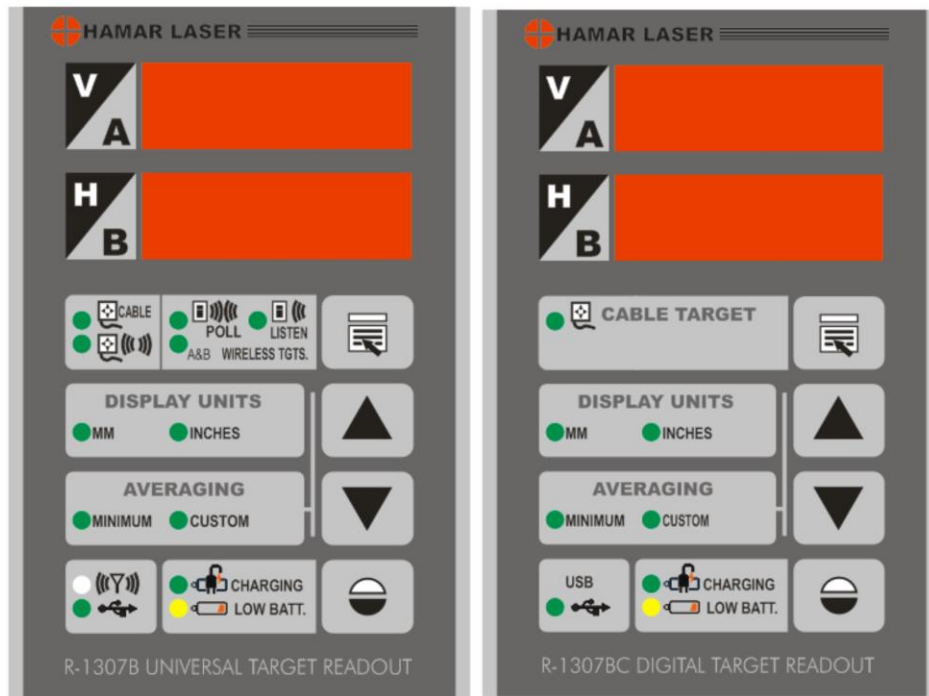 HAMAR LASER
V
A
H
B
CABLE
POLL
LISTEN
A&B WIRELESS TGTS.
DISPLAY UNITS
MM INCHES
AVERAGING
MINIMUM CUSTOM
CHARGING
LOW BATT.
R-1307B UNIVERSAL TARGET READOUT
HAMAR LASER
V
A
H
B
CABLE TARGET
DISPLAY UNITS
MM INCHES
AVERAGING
MINIMUM CUSTOM
USB
CHARGING
LOW BATT.
R-1307BC DIGITAL TARGET READOUT